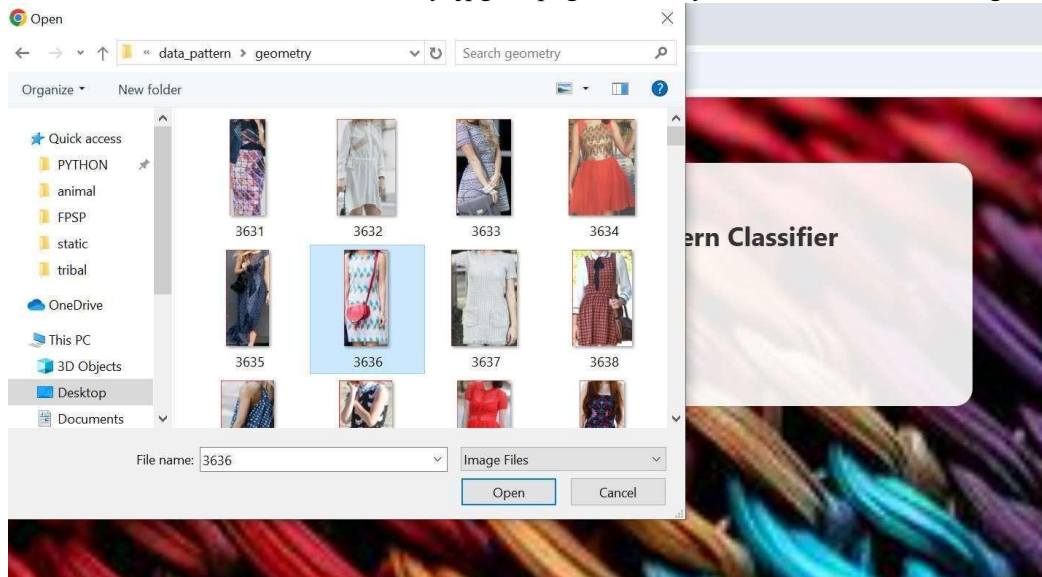 Open
« data_pattern > geometry
Search geometry
Organize
New folder
Quick access
PYTHON
animal
FPSP
static
tribal
OneDrive
This PC
3D Objects
Desktop
Documents
3631
3632
3633
3634
3635
3636
3637
3638
ern Classifier
File name: 3636
Image Files
Open
Cancel